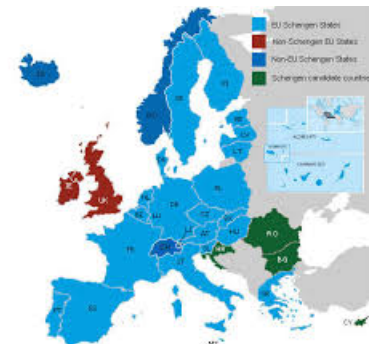 EU Schengen States
Non-Schengen EU States
Non-EU Schengen States
Schengen candidate countrie
IS
NO
SE
FI
EE
LV
LT
DK
IE
UK
NL
BE
LU
DE
PL
CZ
SK
AT
HU
FR
CH
LI
IT
SI
RO
BG
PT
ES
CY